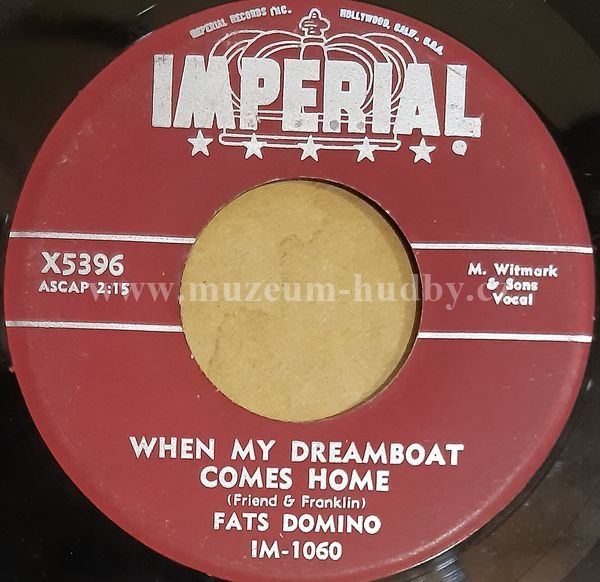 IMPERIAL RECORDS INC. HOLLYWOOD, CALIF., U.S.A.
IMPERIAL
X5396
ASCAP 2:15
M. Witmark
& Sons
Vocal
www.muzeum-hudby.cz
WHEN MY DREAMBOAT
COMES HOME
(Friend & Franklin)
FATS DOMINO
IM-1060